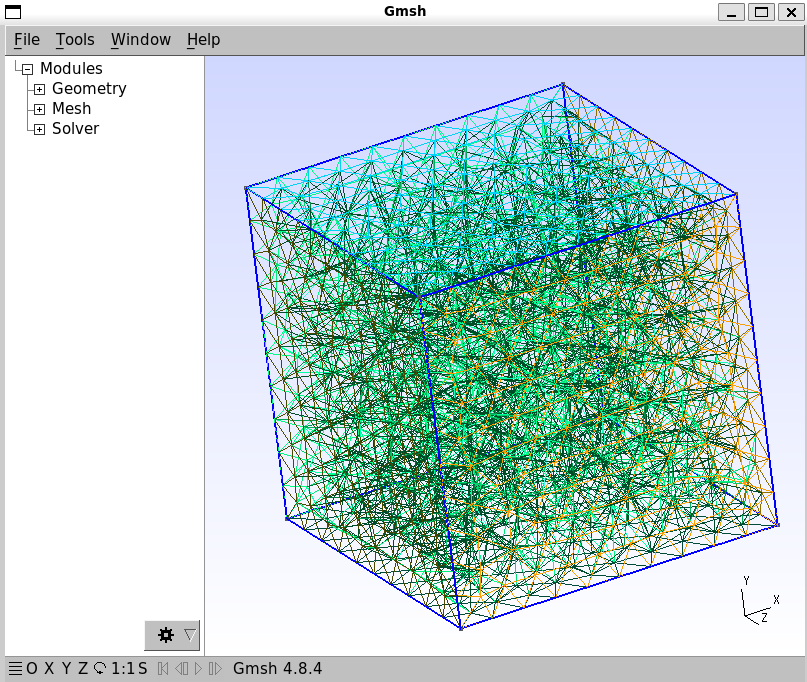 Gmsh
File Tools Window Help
Modules
Geometry
Mesh
Solver
Y
X
Z
O X Y Z 1:1 S Gmsh 4.8.4